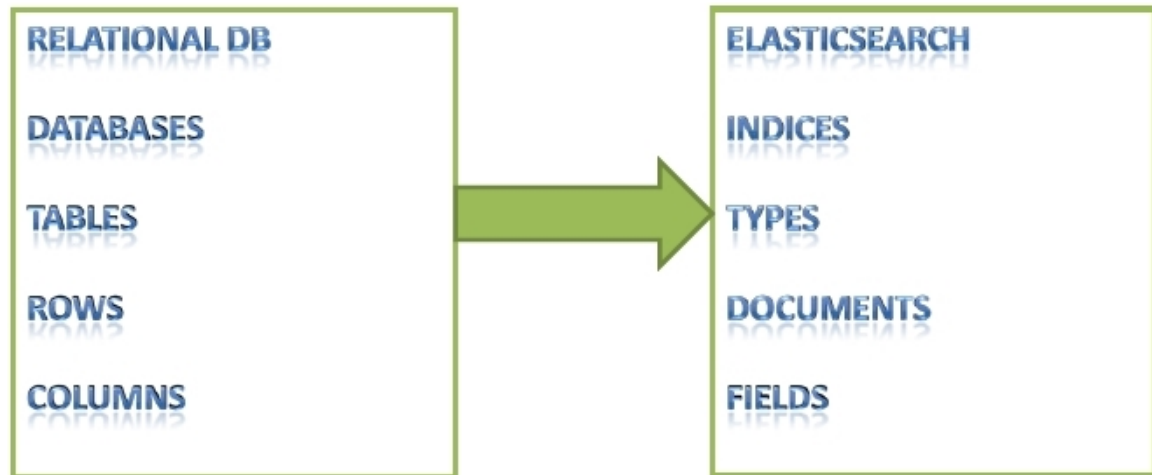 RELATIONAL DB
DATABASES
TABLES
ROWS
COLUMNS
ELASTICSEARCH
INDICES
TYPES
DOCUMENTS
FIELDS